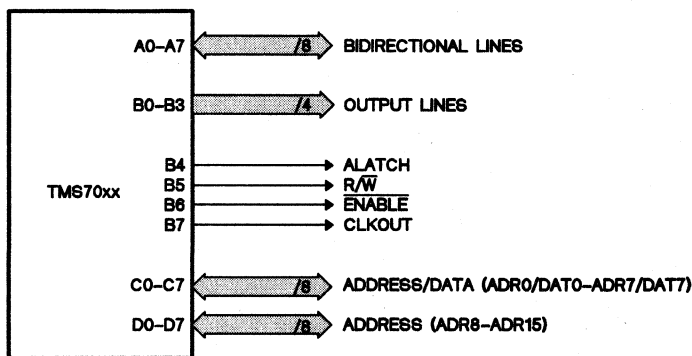 A0-A7 /8 BIDIRECTIONAL LINES
B0-B3 /4 OUTPUT LINES
B4 ALATCH
TMS70xx B5 R/W̅
B6 E̅N̅A̅B̅L̅E̅
B7 CLKOUT
C0-C7 /8 ADDRESS/DATA (ADR0/DAT0-ADR7/DAT7)
D0-D7 /8 ADDRESS (ADR8-ADR15)